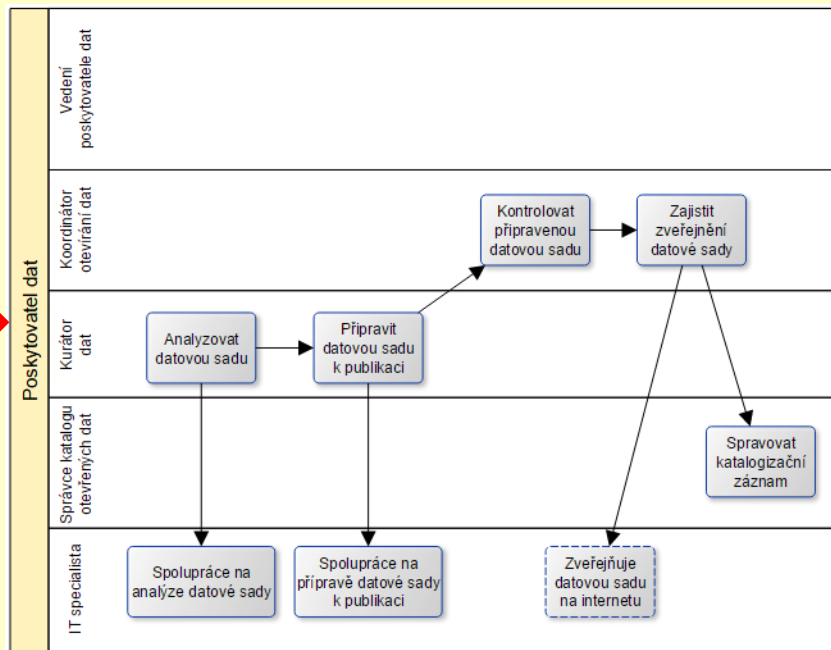 Poskytovatel dat
Vedení
poskytovatele dat
Koordinátor
otevírání dat
Kontrolovat
připravenou
datovou sadu
Zajistit
zveřejnění
datové sady
Kurátor
dat
Analyzovat
datovou sadu
Připravit
datovou sadu
k publikaci
Správce katalogu
otevřených dat
Spravovat
katalogizační
záznam
IT specialista
Spolupráce na
analýze datové sady
Spolupráce na
přípravě datové sady
k publikaci
Zveřejňuje
datovou sadu
na internetu